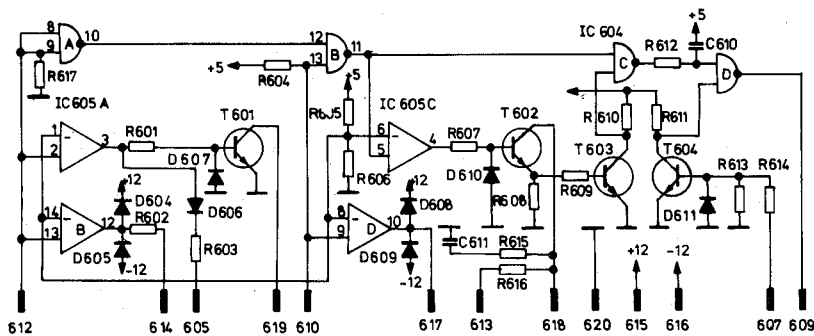 IC 604
8
9
A
10
12
13
B
11
C
D
R612
+5
C610
R617
+5
R604
+5
R605
R610
R611
IC605A
T601
IC605C
T602
T603
T604
1
2
3
R601
D607
6
5
4
R607
R606
D610
R608
R609
R613
R614
D611
+12
D604
D606
R602
R603
14
13
B
12
D605
-12
+12
D608
8
9
D
10
D609
-12
C611
R615
R616
+12
-12
612
614
605
619
610
617
613
618
620
615
616
607
609